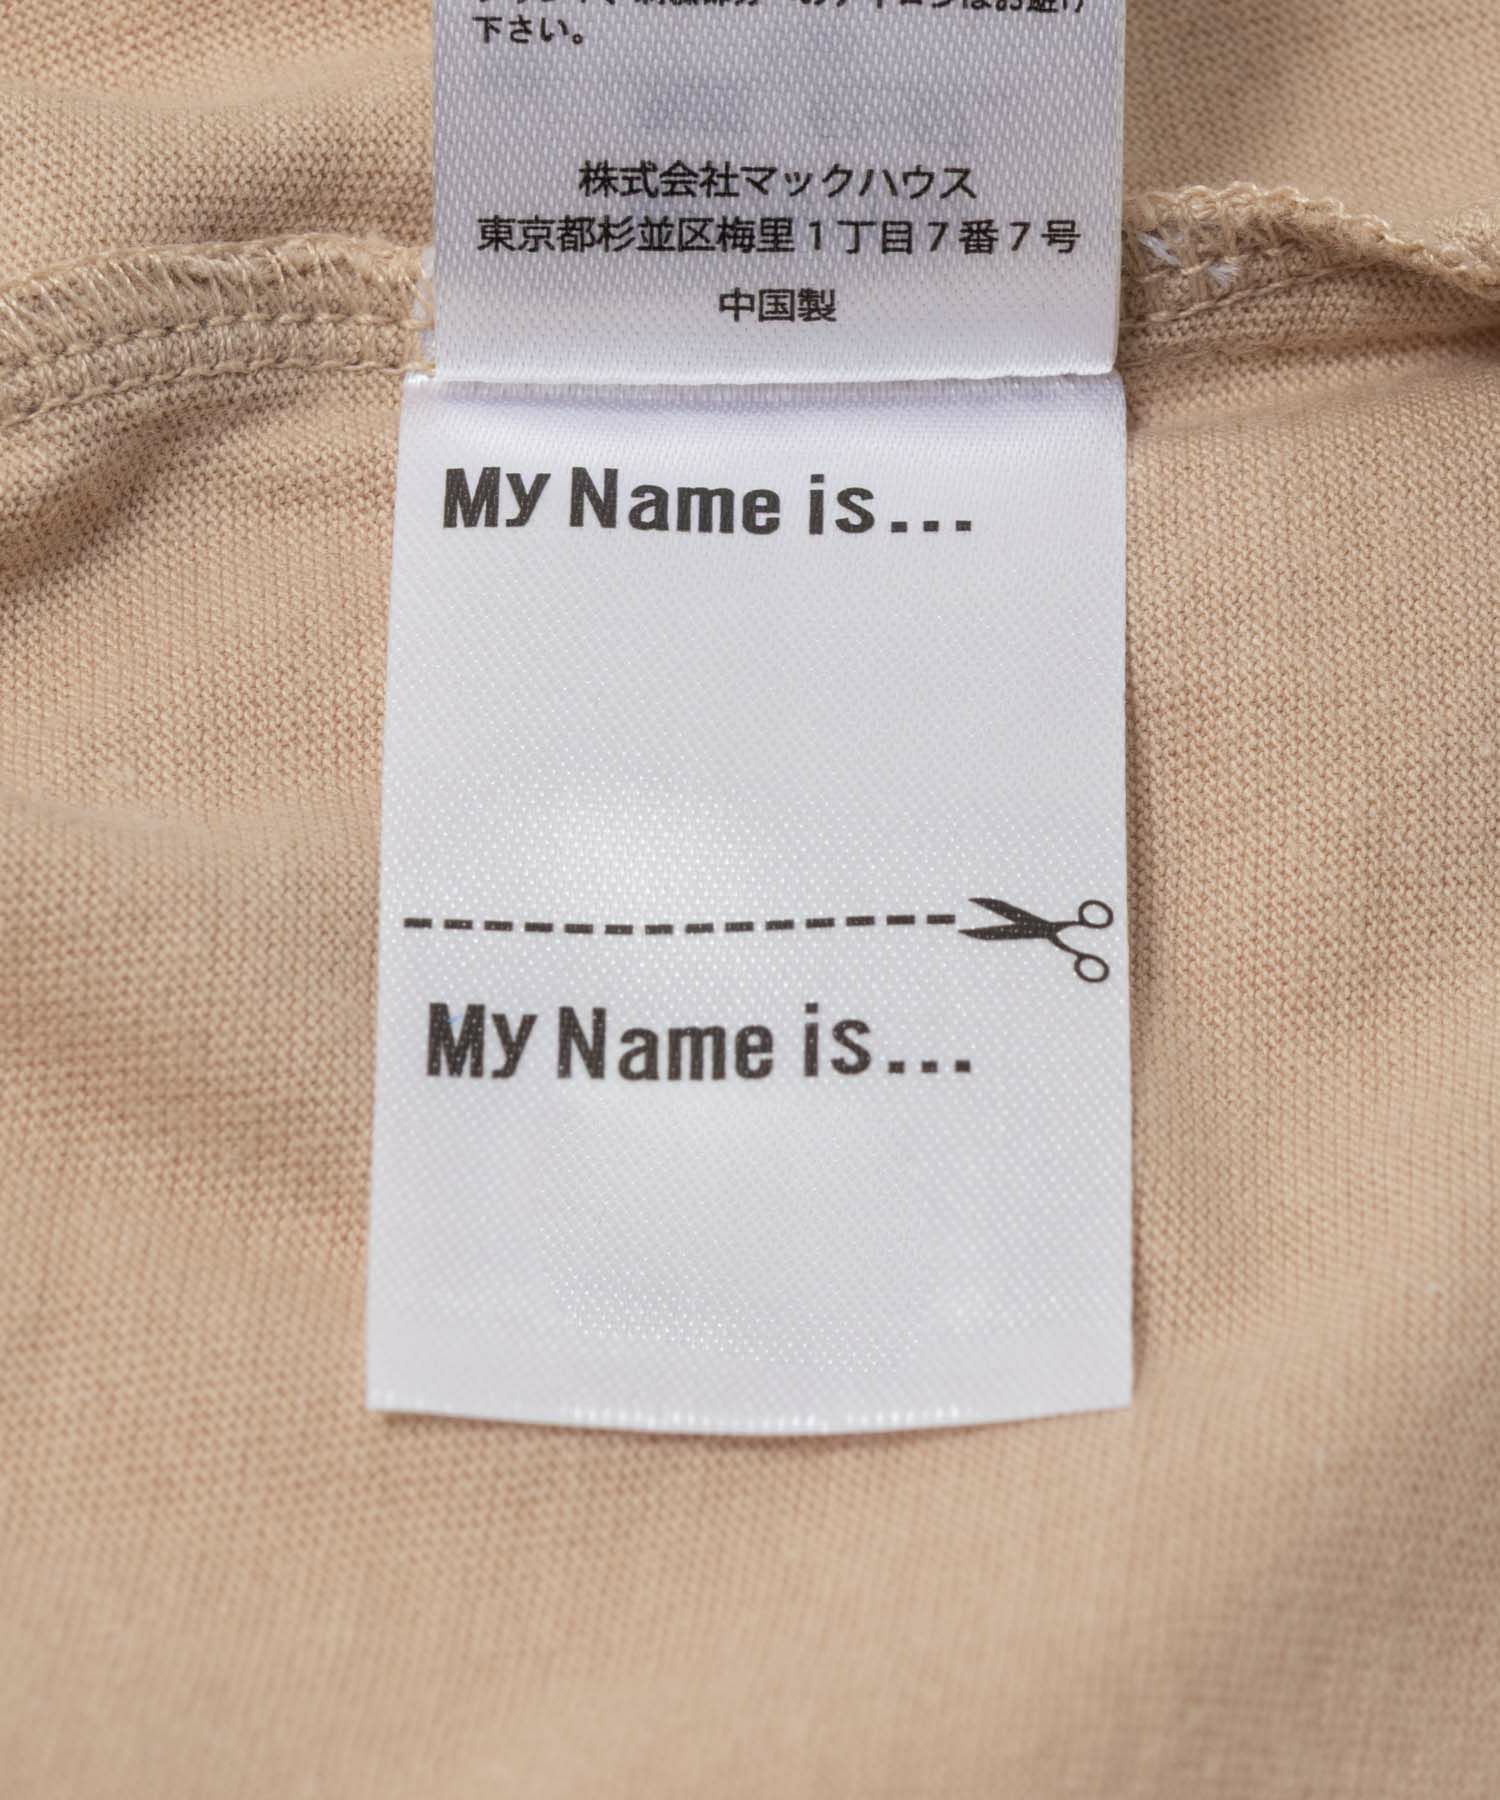 下さい。
株式会社マックハウス
東京都杉並区梅里1丁目7番7号
中国製
My Name is...
My Name is...